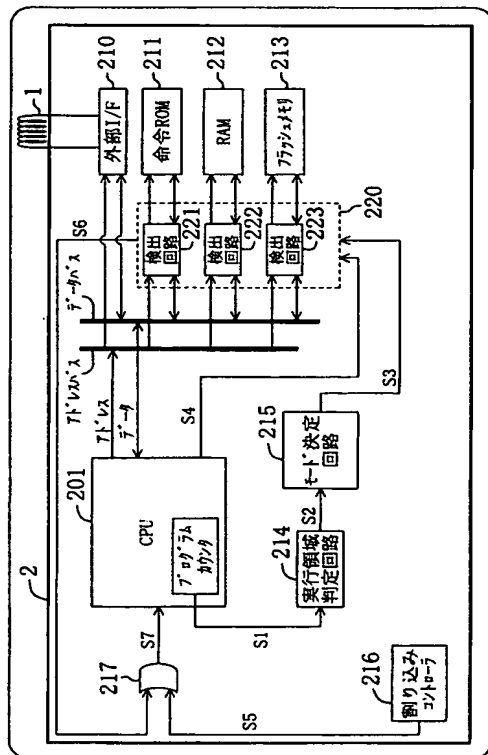 2
1
外部I/F
210
命令ROM
211
RAM
212
フラッシュメモリ
213
S6
検出
回路
221
検出
回路
222
検出
回路
223
220
データバス
アドレスバス
アドレス
データ
201
CPU
プログラム
カウンタ
S4
S3
モード決定
回路
215
S2
214
実行領域
判定回路
S1
S7
217
S5
216
割り込み
コントローラ